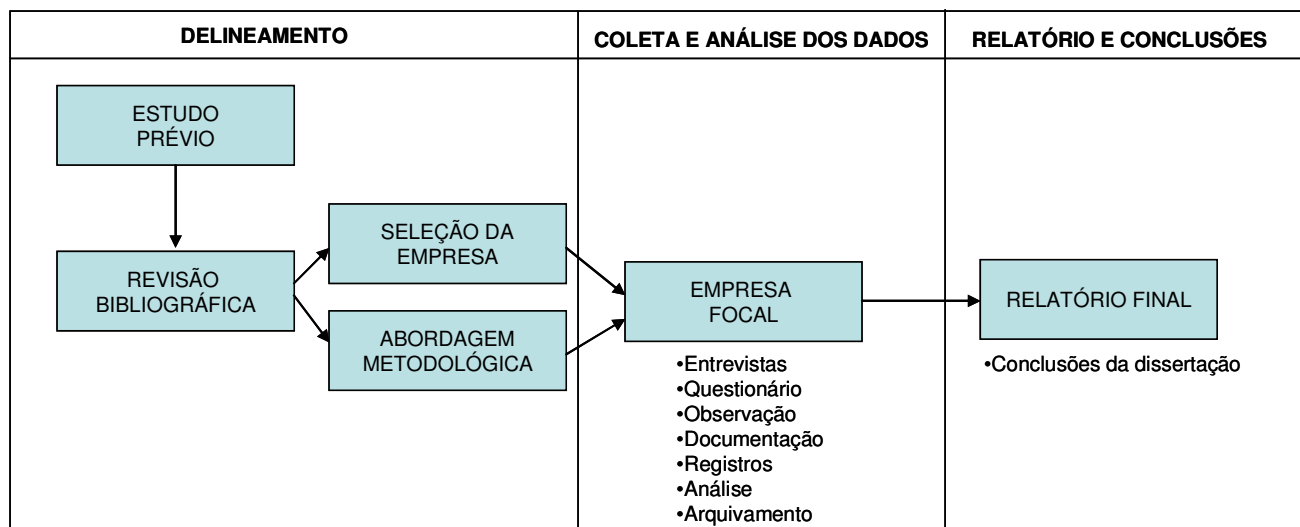 DELINEAMENTO
COLETA E ANÁLISE DOS DADOS
RELATÓRIO E CONCLUSÕES
ESTUDO
PRÉVIO
REVISÃO
BIBLIOGRÁFICA
SELEÇÃO DA
EMPRESA
ABORDAGEM
METODOLÓGICA
EMPRESA
FOCAL
•Entrevistas
•Questionário
•Observação
•Documentação
•Registros
•Análise
•Arquivamento
RELATÓRIO FINAL
•Conclusões da dissertação